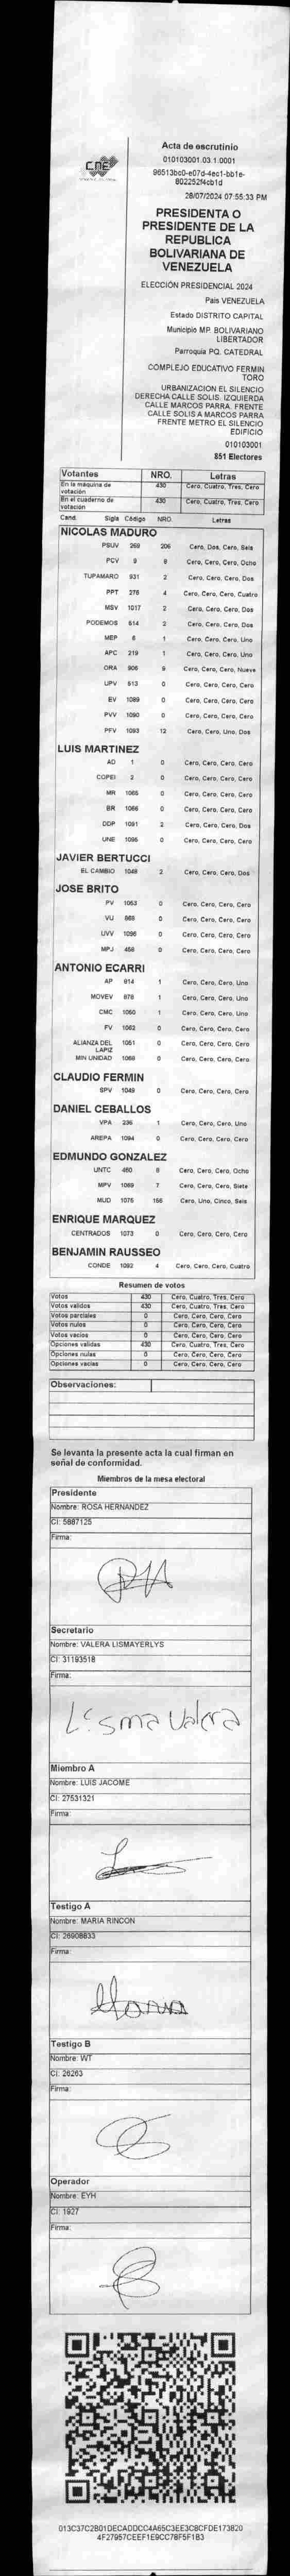 CNE
Acta de escrutinio
010103001.03.1.0001
28/07/2024 07:55:33 PM
PRESIDENTA O
PRESIDENTE DE LA
REPUBLICA
BOLIVARIANA DE
VENEZUELA
ELECCIÓN PRESIDENCIAL 2024
Pais VENEZUELA
Estado DISTRITO CAPITAL
Municipio MP. BOLIVARIANO
LIBERTADOR
Parroquia PQ. CATEDRAL
COMPLEJO EDUCATIVO FERMIN
TORO
URBANIZACION EL SILENCIO
DERECHA CALLE SOLIS. IZQUIERDA
CALLE MARCOS PARRA. FRENTE
CALLE SOLIS A MARCOS PARRA
FRENTE METRO EL SILENCIO
EDIFICIO
010103001
851 Electores
Votantes NRO. Letras
En la máquina de votación 430 Cero, Cuatro, Tres, Cero
En el cuaderno de votación 430 Cero, Cuatro, Tres, Cero
Cand. Sigla Código NRO. Letras
NICOLAS MADURO
PSUV 269 206 Cero, Dos, Cero, Seis
PCV 9 8 Cero, Cero, Cero, Ocho
TUPAMARO 931 2 Cero, Cero, Cero, Dos
PPT 276 4 Cero, Cero, Cero, Cuatro
MSV 1017 2 Cero, Cero, Cero, Dos
PODEMOS 514 2 Cero, Cero, Cero, Dos
MEP 6 1 Cero, Cero, Cero, Uno
APC 219 1 Cero, Cero, Cero, Uno
ORA 906 9 Cero, Cero, Cero, Nueve
UPV 513 0 Cero, Cero, Cero, Cero
EV 1089 0 Cero, Cero, Cero, Cero
PVV 1090 0 Cero, Cero, Cero, Cero
PFV 1093 12 Cero, Cero, Uno, Dos
LUIS MARTINEZ
AD 1 0 Cero, Cero, Cero, Cero
COPEI 2 0 Cero, Cero, Cero, Cero
MR 1065 0 Cero, Cero, Cero, Cero
BR 1066 0 Cero, Cero, Cero, Cero
DDP 1091 2 Cero, Cero, Cero, Dos
UNE 1095 0 Cero, Cero, Cero, Cero
JAVIER BERTUCCI
EL CAMBIO 1048 2 Cero, Cero, Cero, Dos
JOSE BRITO
PV 1053 0 Cero, Cero, Cero, Cero
VU 0 Cero, Cero, Cero, Cero
UVV 1096 0 Cero, Cero, Cero, Cero
MPJ 458 0 Cero, Cero, Cero, Cero
ANTONIO ECARRI
AP 914 1 Cero, Cero, Cero, Uno
MOVEV 978 1 Cero, Cero, Cero, Uno
CMC 1060 1 Cero, Cero, Cero, Uno
FV 1062 0 Cero, Cero, Cero, Cero
ALIANZA DEL LAPIZ 1051 0 Cero, Cero, Cero, Cero
MIN UNIDAD 1068 0 Cero, Cero, Cero, Cero
CLAUDIO FERMIN
SPV 1049 0 Cero, Cero, Cero, Cero
DANIEL CEBALLOS
VPA 236 1 Cero, Cero, Cero, Uno
AREPA 1094 0 Cero, Cero, Cero, Cero
EDMUNDO GONZALEZ
UNTC 460 8 Cero, Cero, Cero, Ocho
MPV 1069 7 Cero, Cero, Cero, Siete
MUD 1075 156 Cero, Uno, Cinco, Seis
ENRIQUE MARQUEZ
CENTRADOS 1073 0 Cero, Cero, Cero, Cero
BENJAMIN RAUSSEO
CONDE 1092 4 Cero, Cero, Cero, Cuatro
Resumen de votos
Votos 430 Cero, Cuatro, Tres, Cero
Votos validos 430 Cero, Cuatro, Tres, Cero
Votos parciales 0 Cero, Cero, Cero, Cero
Votos nulos 0 Cero, Cero, Cero, Cero
Votos vacíos 0 Cero, Cero, Cero, Cero
Opciones validas 430 Cero, Cuatro, Tres, Cero
Opciones nulas 0 Cero, Cero, Cero, Cero
Opciones vacías 0 Cero, Cero, Cero, Cero
Observaciones:
Se levanta la presente acta la cual firman en
señal de conformidad.
Miembros de la mesa electoral
Presidente
Nombre: ROSA HERNANDEZ
CI: 5887125
Firma:
Secretario
Nombre: VALERA LISMAYERLYS
CI: 31193518
Firma:
Lisma Valera
Miembro A
Nombre: LUIS JACOME
CI: 27531321
Firma:
Testigo A
Nombre: MARIA RINCON
CI: 26908833
Firma:
Testigo B
Nombre: WT
CI: 26263
Firma:
Operador
Nombre: EYH
CI: 1927
Firma: